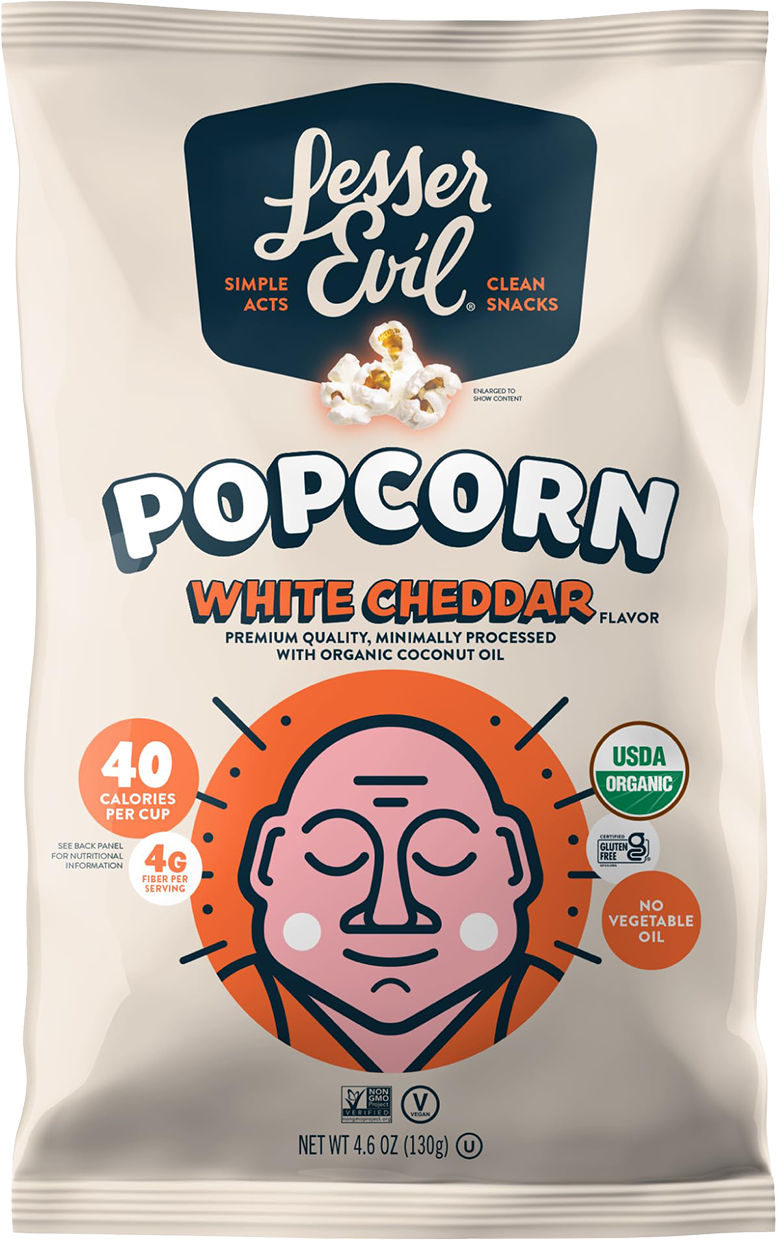 Lesser
Evil®
SIMPLE
ACTS
CLEAN
SNACKS
ENLARGED TO
SHOW CONTENT
POPCORN
WHITE CHEDDAR
FLAVOR
PREMIUM QUALITY, MINIMALLY PROCESSED
WITH ORGANIC COCONUT OIL
40
CALORIES
PER CUP
SEE BACK PANEL
FOR NUTRITIONAL
INFORMATION
4G
FIBER PER
SERVING
USDA
ORGANIC
CERTIFIED
GLUTEN
FREE
NO
VEGETABLE
OIL
NON
GMO
Project
VERIFIED
nongmoproject.org
V
VEGAN
NET WT 4.6 OZ (130g) U